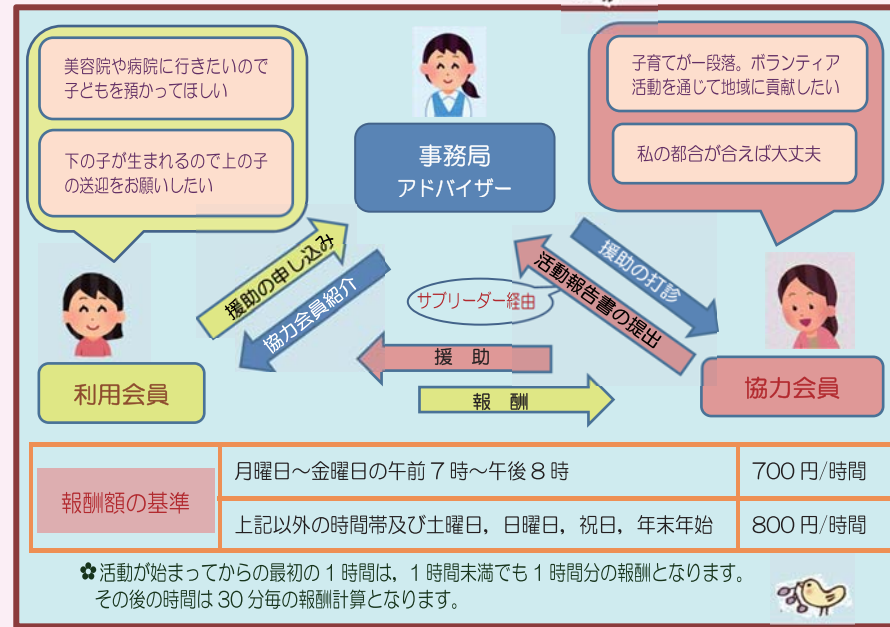 美容院や病院に行きたいので
子どもを預かってほしい
下の子が生まれるので上の子
の送迎をお願いしたい
事務局
アドバイザー
子育てが一段落。ボランティア
活動を通じて地域に貢献したい
私の都合が合えば大丈夫
援助の申し込み
協力会員紹介
サブリーダー経由
援助の打診
活動報告書の提出
援 助
報 酬
利用会員
協力会員
報酬額の基準
月曜日～金曜日の午前7時～午後8時
700円/時間
上記以外の時間帯及び土曜日，日曜日，祝日，年末年始
800円/時間
✿活動が始まってからの最初の1時間は，1時間未満でも1時間分の報酬となります。
その後の時間は30分毎の報酬計算となります。